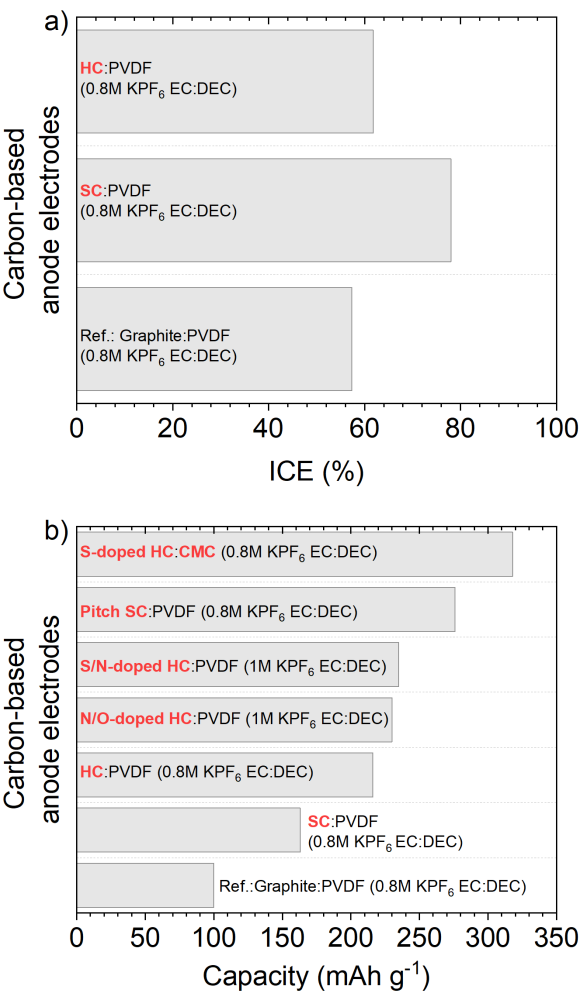 a)
Carbon-based
anode electrodes
HC:PVDF
(0.8M KPF₆ EC:DEC)
SC:PVDF
(0.8M KPF₆ EC:DEC)
Ref.: Graphite:PVDF
(0.8M KPF₆ EC:DEC)
0 20 40 60 80 100
ICE (%)
b)
Carbon-based
anode electrodes
S-doped HC:CMC (0.8M KPF₆ EC:DEC)
Pitch SC:PVDF (0.8M KPF₆ EC:DEC)
S/N-doped HC:PVDF (1M KPF₆ EC:DEC)
N/O-doped HC:PVDF (1M KPF₆ EC:DEC)
HC:PVDF (0.8M KPF₆ EC:DEC)
SC:PVDF
(0.8M KPF₆ EC:DEC)
Ref.:Graphite:PVDF (0.8M KPF₆ EC:DEC)
0 50 100 150 200 250 300 350
Capacity (mAh g⁻¹)